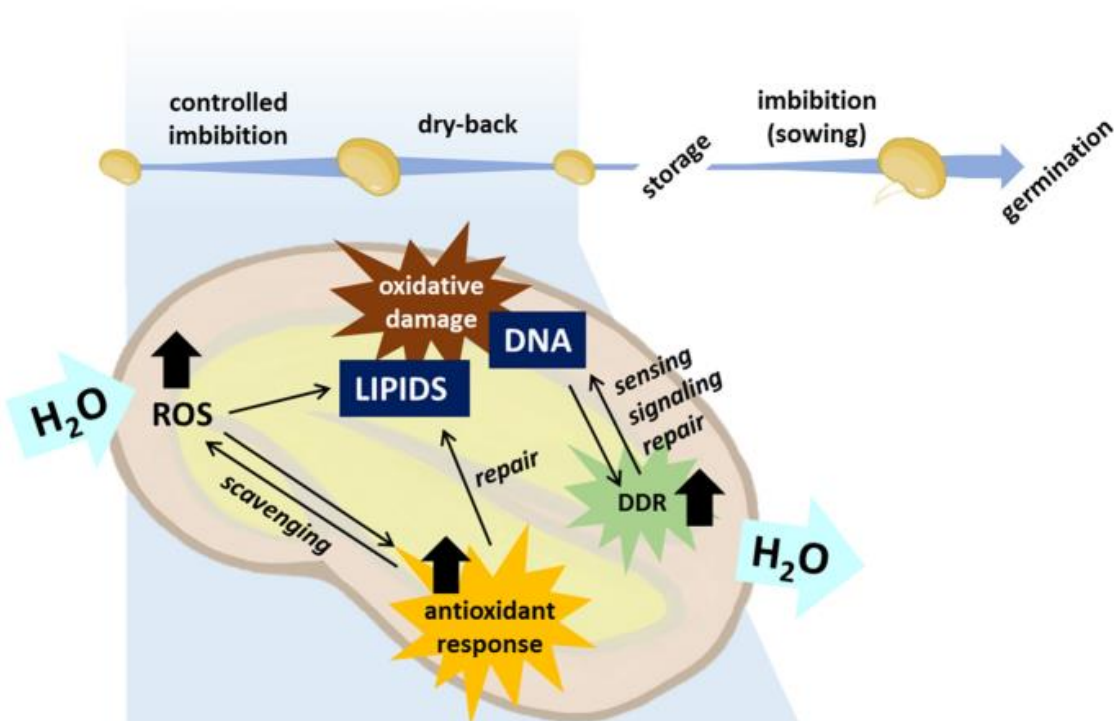 controlled
imbibition
dry-back
storage
imbibition
(sowing)
germination
oxidative
damage
DNA
LIPIDS
sensing
signaling
repair
H₂O
ROS
scavenging
repair
DDR
H₂O
antioxidant
response